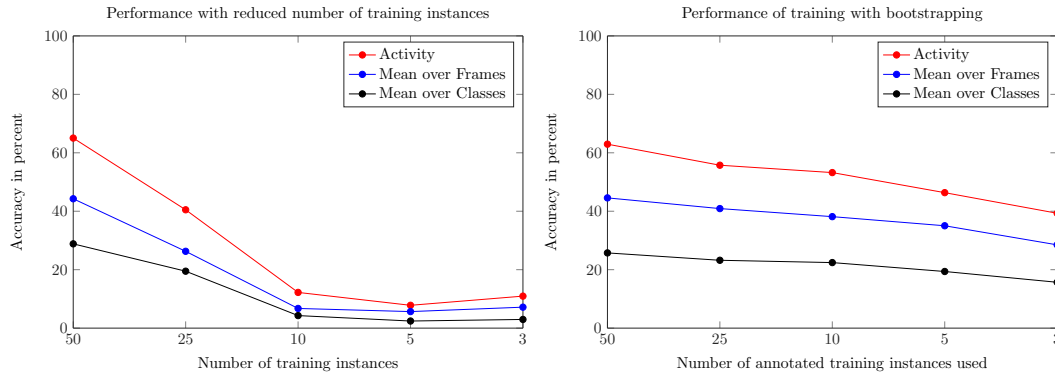 Performance with reduced number of training instances
100
80
60
40
20
0
Accuracy in percent
Activity
Mean over Frames
Mean over Classes
50 25 10 5 3
Number of training instances
Performance of training with bootstrapping
100
80
60
40
20
0
Accuracy in percent
Activity
Mean over Frames
Mean over Classes
50 25 10 5 3
Number of annotated training instances used